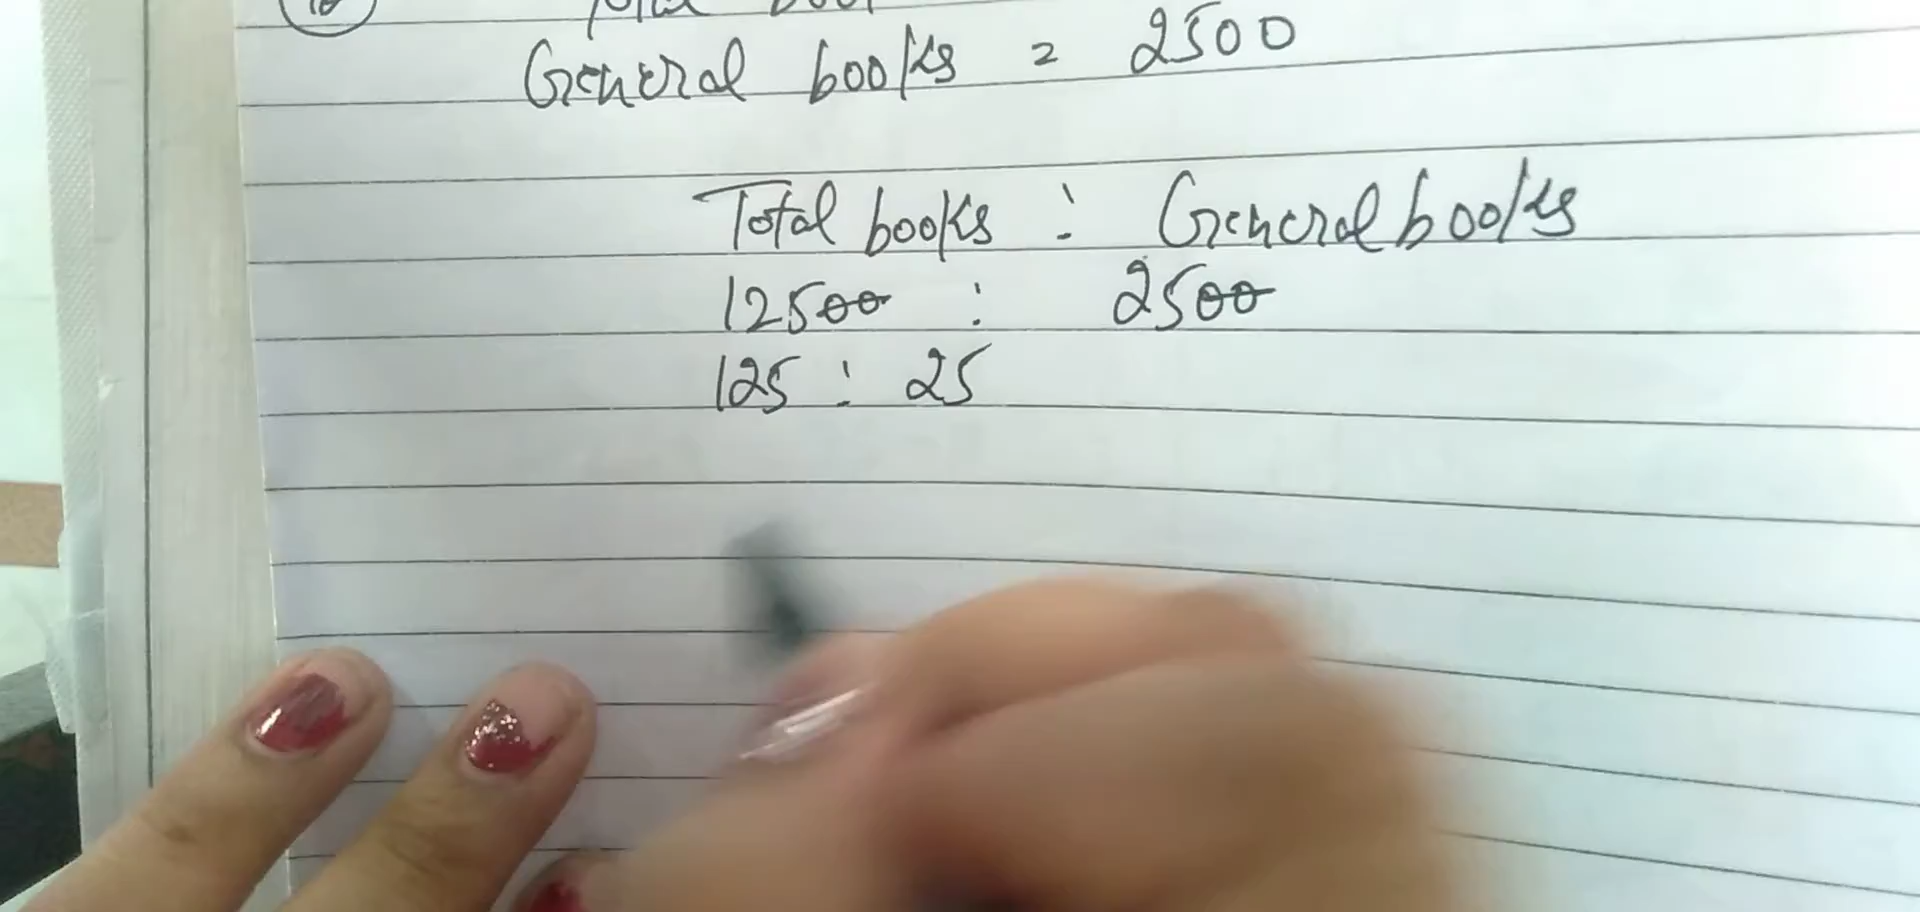 General books = 2500
Total books : General books
12500 : 2500
125 : 25